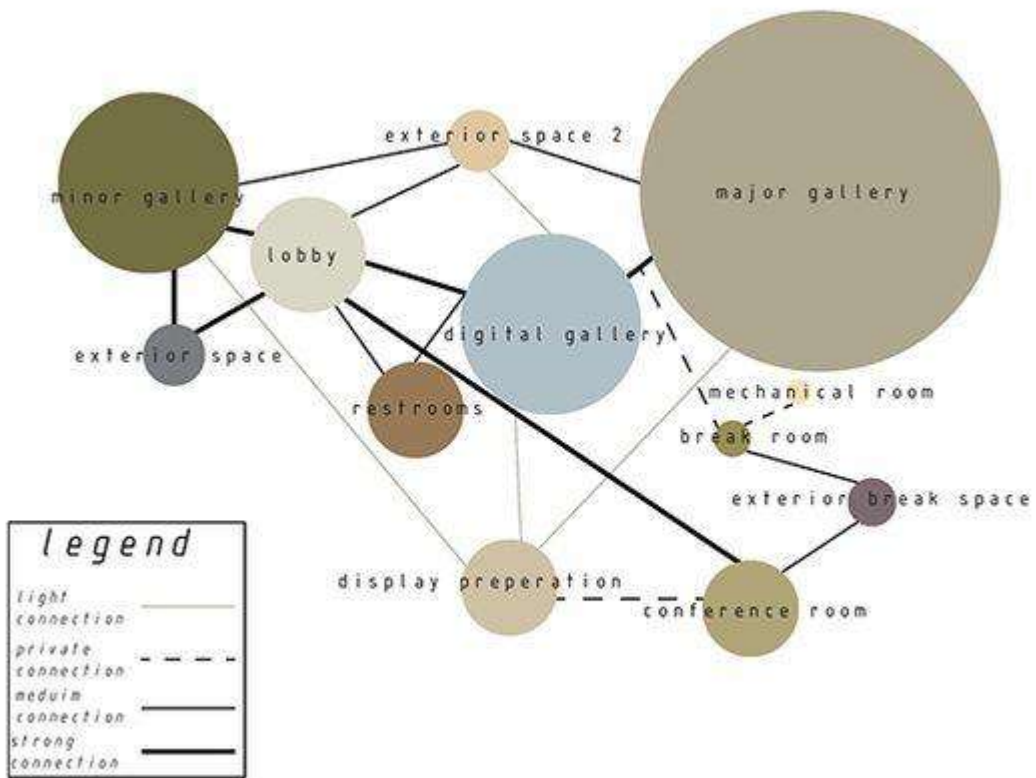 exterior space 2
minor gallery
major gallery
lobby
digital gallery
exterior space
restrooms
mechanical room
break room
exterior break space
display preperation
conference room
legend
light
connection
private
connection
meduim
connection
strong
connection